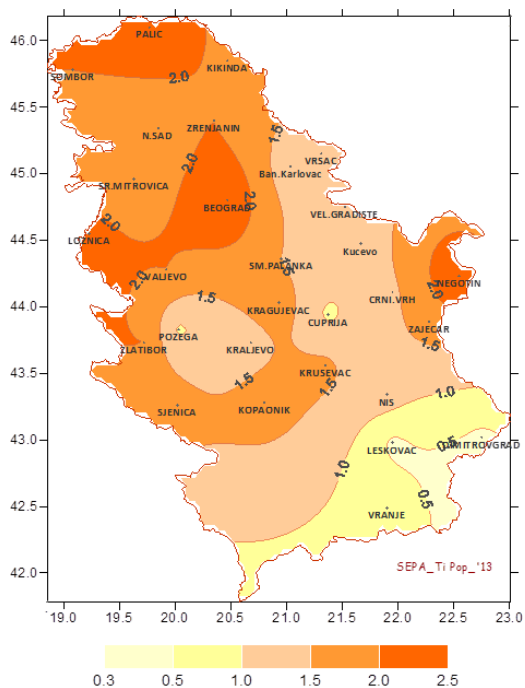 46.0
PALIC
SOMBOR
KIKINDA
2.0
45.5
ZRENJANIN
1.5
N.SAD
2.0
VRSAC
45.0
Ban.Karlovac
SR.MITROVICA
BEOGRAD
2.0
VEL.GRADISTE
2.0
44.5
LOZNICA
Kucevo
SM.PALANKA
1.5
VALJEVO
2.0
NEGOTIN
2.0
1.5
CRNI.VRH
44.0
KRAGUJEVAC
CUPRIJA
ZAJECAR
POZEGA
1.5
ZLATIBOR
KRALJEVO
43.5
KRUSEVAC
1.5
1.5
NIS
1.0
SJENICA
KOPAONIK
43.0
LESKOVAC
0.5
DIMITROVGRAD
1.0
42.5
0.5
VRANJE
42.0
SEPA_Ti Pop_'13
19.0 19.5 20.0 20.5 21.0 21.5 22.0 22.5 23.0
0.3 0.5 1.0 1.5 2.0 2.5